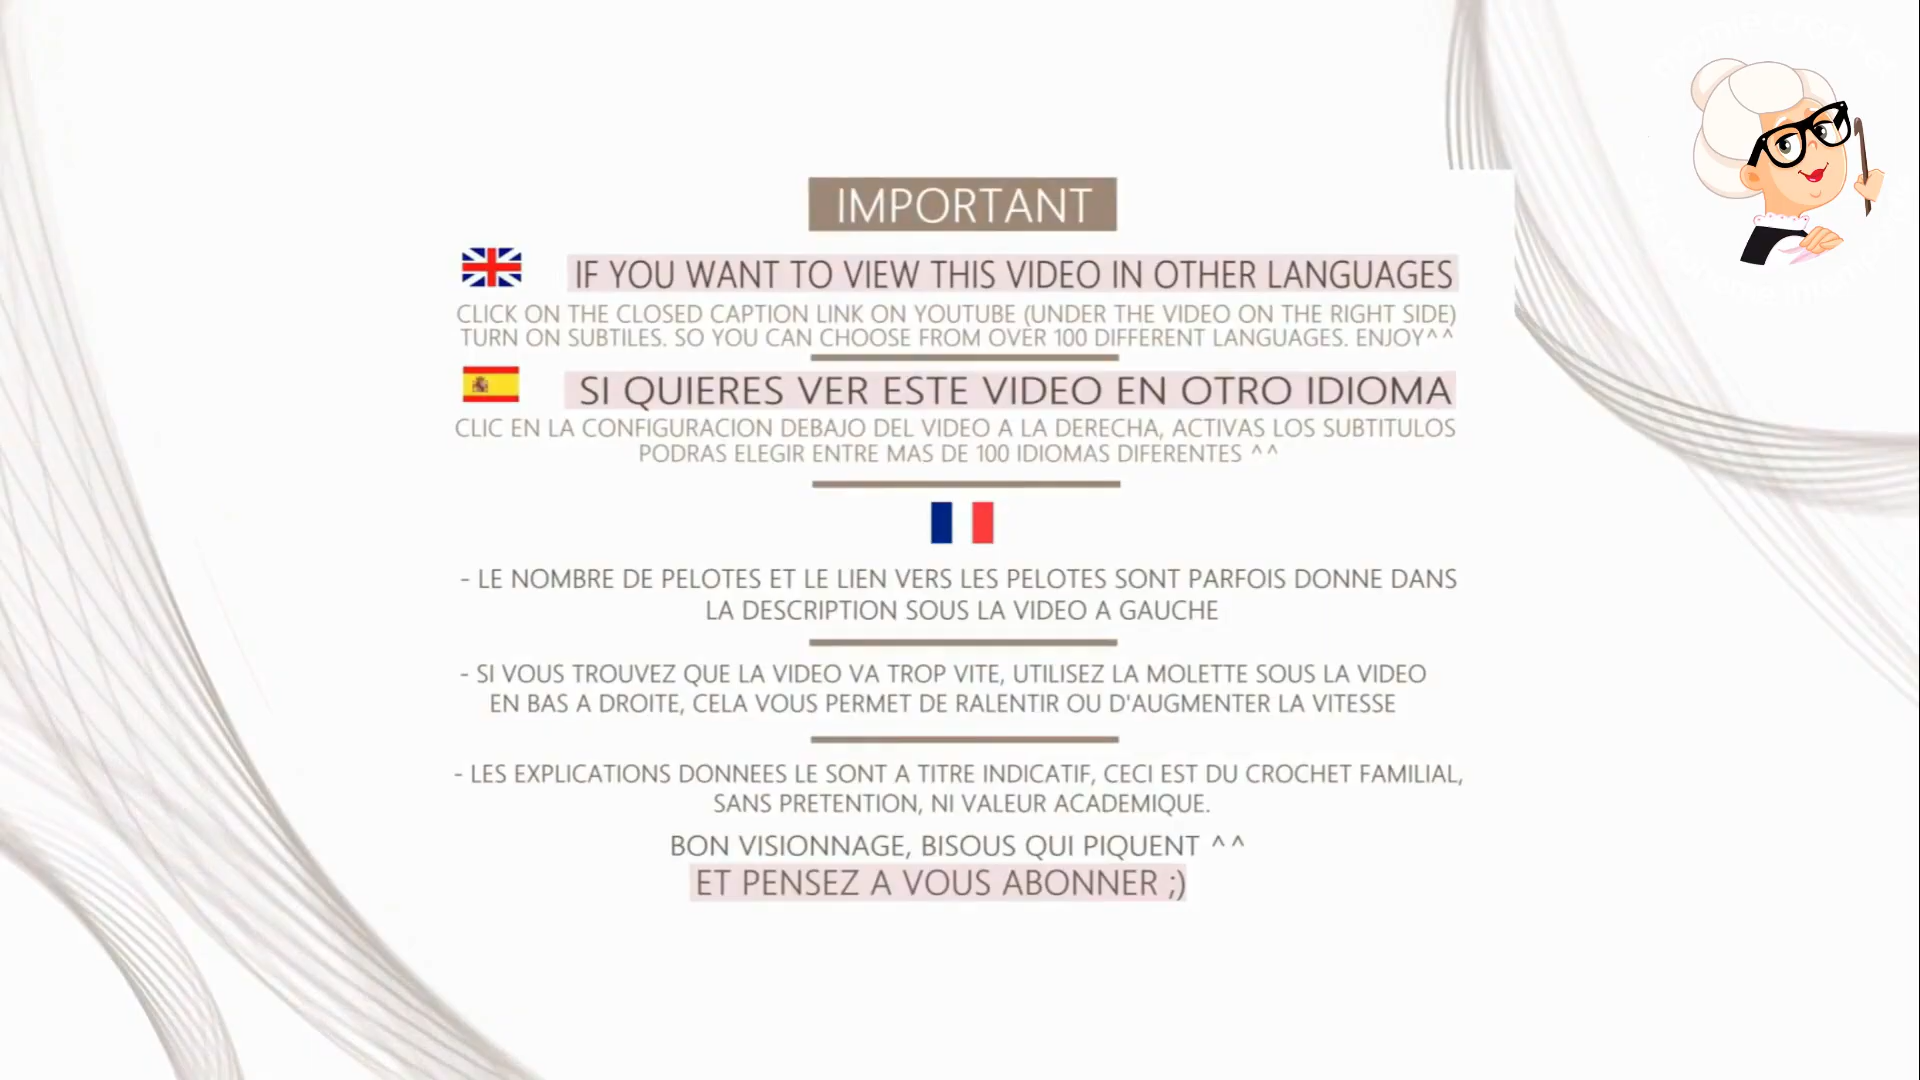 IMPORTANT
IF YOU WANT TO VIEW THIS VIDEO IN OTHER LANGUAGES
CLICK ON THE CLOSED CAPTION LINK ON YOUTUBE (UNDER THE VIDEO ON THE RIGHT SIDE)
TURN ON SUBTILES. SO YOU CAN CHOOSE FROM OVER 100 DIFFERENT LANGUAGES. ENJOY^^
SI QUIERES VER ESTE VIDEO EN OTRO IDIOMA
CLIC EN LA CONFIGURACION DEBAJO DEL VIDEO A LA DERECHA, ACTIVAS LOS SUBTITULOS
PODRAS ELEGIR ENTRE MAS DE 100 IDIOMAS DIFERENTES ^^
- LE NOMBRE DE PELOTES ET LE LIEN VERS LES PELOTES SONT PARFOIS DONNE DANS
LA DESCRIPTION SOUS LA VIDEO A GAUCHE
- SI VOUS TROUVEZ QUE LA VIDEO VA TROP VITE, UTILISEZ LA MOLETTE SOUS LA VIDEO
EN BAS A DROITE, CELA VOUS PERMET DE RALENTIR OU D'AUGMENTER LA VITESSE
- LES EXPLICATIONS DONNEES LE SONT A TITRE INDICATIF, CECI EST DU CROCHET FAMILIAL,
SANS PRETENTION, NI VALEUR ACADEMIQUE.
BON VISIONNAGE, BISOUS QUI PIQUENT ^^
ET PENSEZ A VOUS ABONNER ;)